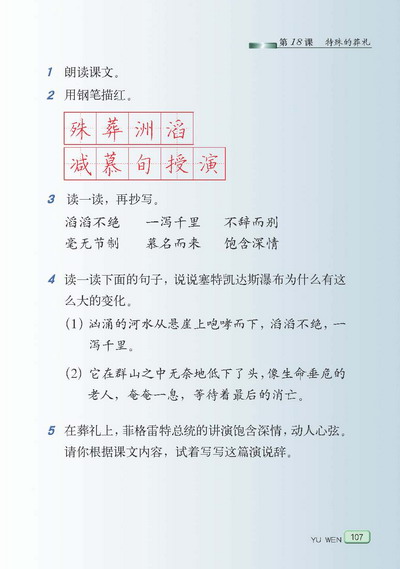 第18课 特殊的葬礼
1 朗读课文。
2 用钢笔描红。
殊 葬 洲 滔
减 慕 旬 授 演
3 读一读，再抄写。
滔滔不绝 一泻千里 不辞而别
毫无节制 慕名而来 饱含深情
4 读一读下面的句子，说说塞特凯达斯瀑布为什么有这
么大的变化。
(1) 汹涌的河水从悬崖上咆哮而下，滔滔不绝，一
泻千里。
(2) 它在群山之中无奈地低下了头，像生命垂危的
老人，奄奄一息，等待着最后的消亡。
5 在葬礼上，菲格雷特总统的讲演饱含深情，动人心弦。
请你根据课文内容，试着写写这篇演说辞。
YU WEN 107